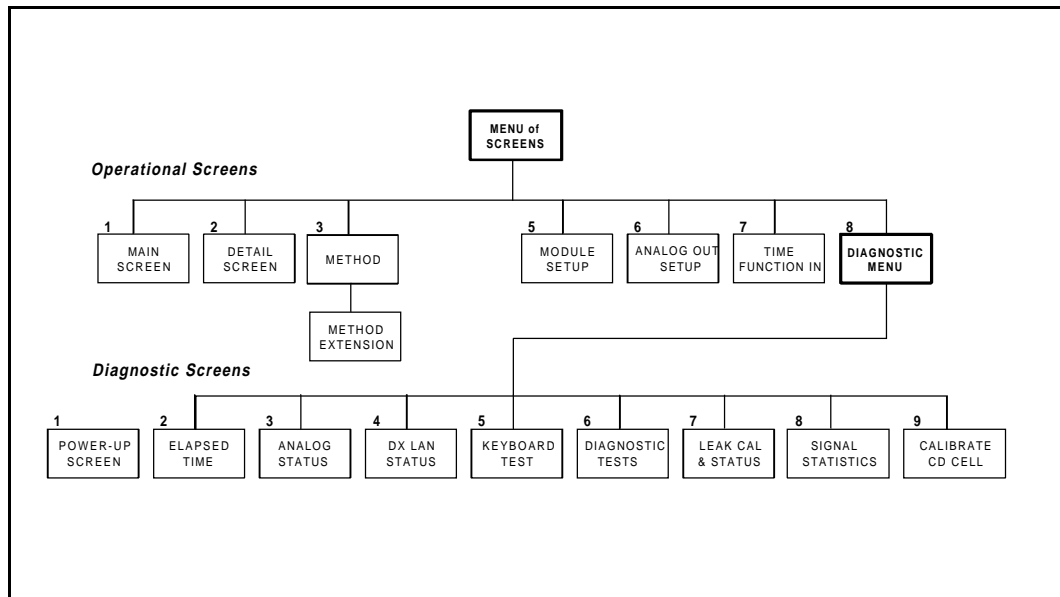 MENU of
SCREENS
Operational Screens
1
MAIN
SCREEN
2
DETAIL
SCREEN
3
METHOD
METHOD
EXTENSION
5
MODULE
SETUP
6
ANALOG OUT
SETUP
7
TIME
FUNCTION IN
8
DIAGNOSTIC
MENU
Diagnostic Screens
1
POWER-UP
SCREEN
2
ELAPSED
TIME
3
ANALOG
STATUS
4
DX LAN
STATUS
5
KEYBOARD
TEST
6
DIAGNOSTIC
TESTS
7
LEAK CAL
& STATUS
8
SIGNAL
STATISTICS
9
CALIBRATE
CD CELL